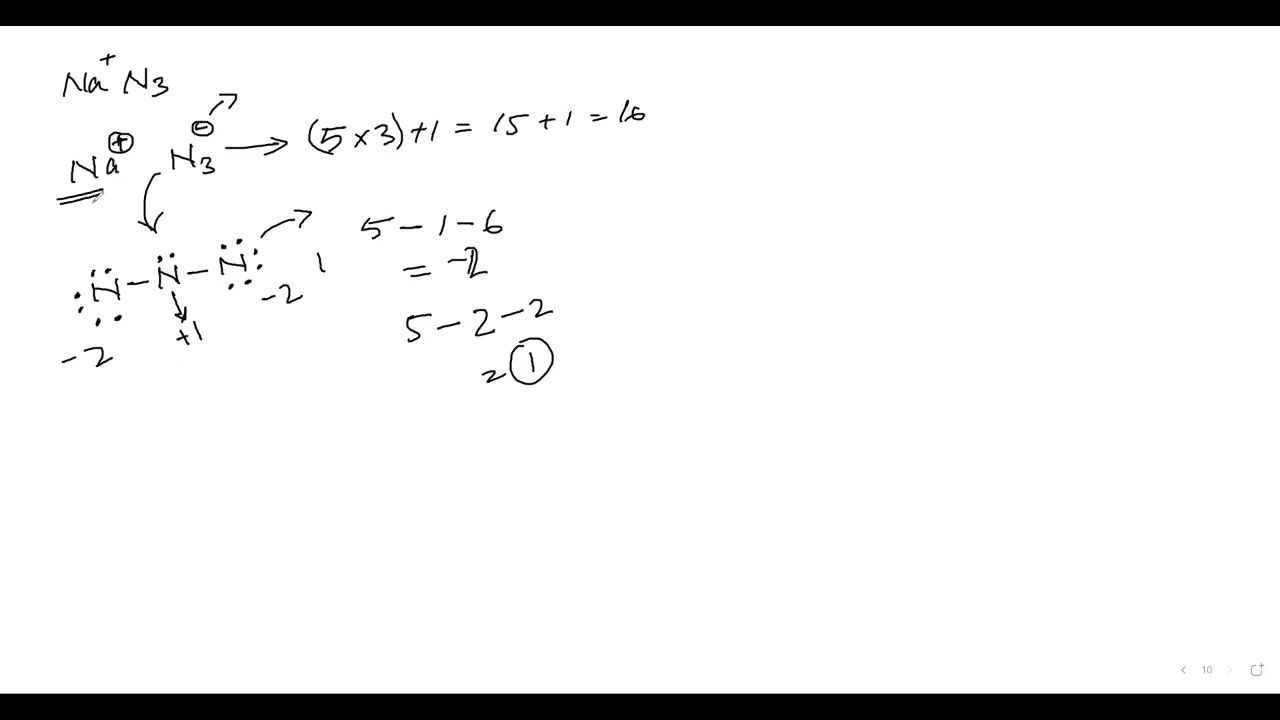 Na⁺ N₃
Na⊕ N₃⊖ → (5 × 3) + 1 = 15 + 1 = 16
:N̈ - N̈ - N̈:
-2 +1 -2 1
5 - 1 - 6
= -2
5 - 2 - 2
= 1
10